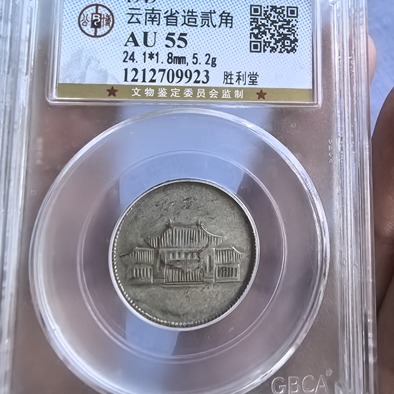 云南省造贰角
AU 55
24.1*1.8mm,5.2g
1212709923 胜利堂
★ 文物鉴定委员会监制 ★
GBCA